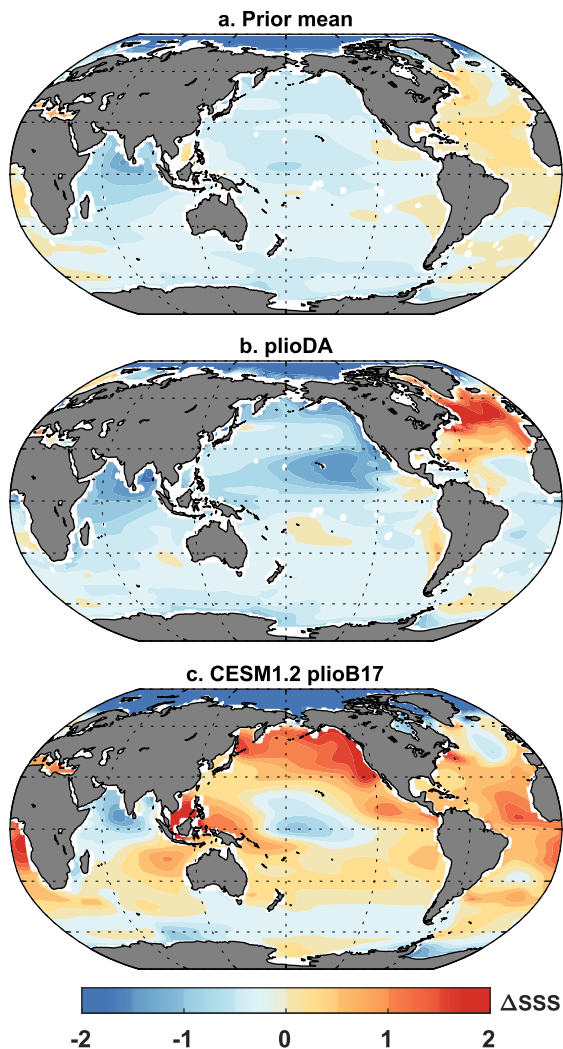 a. Prior mean
b. plioDA
c. CESM1.2 plioB17
ΔSSS
-2 -1 0 1 2